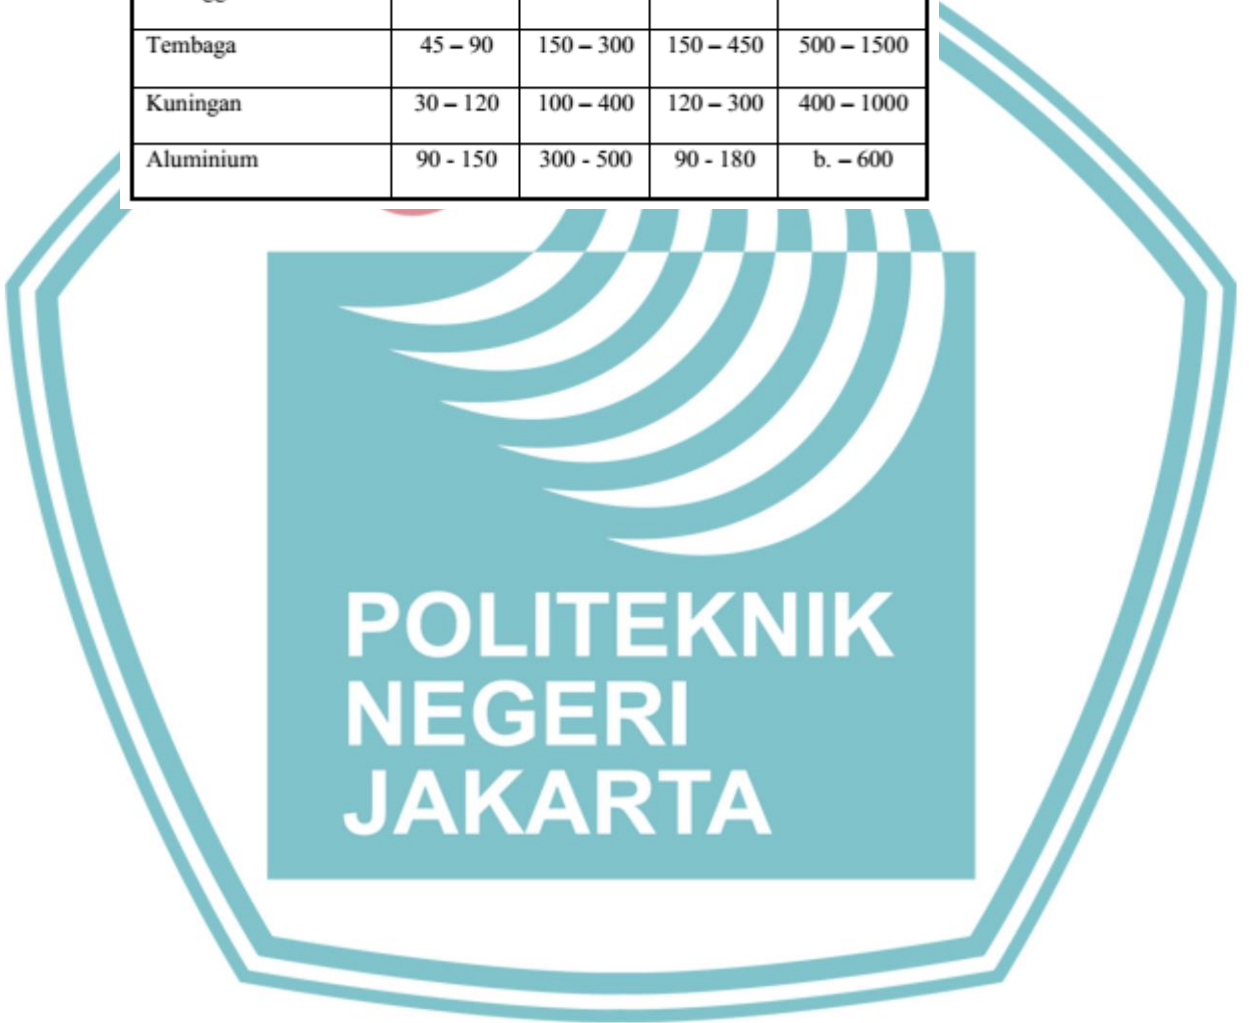 Tembaga 45 – 90 150 – 300 150 – 450 500 – 1500
Kuningan 30 – 120 100 – 400 120 – 300 400 – 1000
Aluminium 90 - 150 300 - 500 90 - 180 b. – 600
POLITEKNIK
NEGERI
JAKARTA